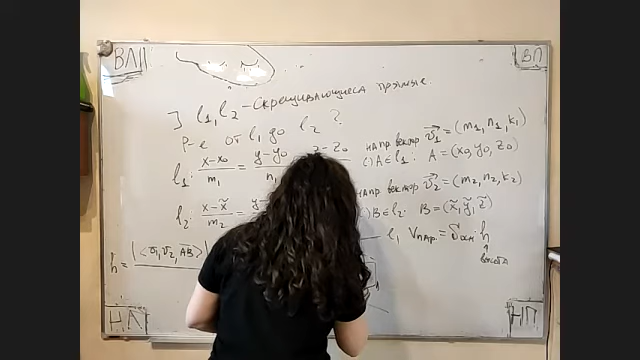 ВЛ ВП
] l₁, l₂ – скрещивающиеся прямые.
Р-е от l₁ до l₂ ?
l₁: (x-x₀)/m₁ = (y-y₀)/n₁ напр вектор v₁ = (m₁, n₁, k₁)
(·) A ∈ l₁: A = (x₀, y₀, z₀)
l₂: (x-x̃)/m₂ = напр. вектор v₂ = (m₂, n₂, k₂)
(·) B ∈ l₂: B = (x̃, ỹ, z̃)
l₁ Vпар. = Sосн · h
↑
высота
h = |<v₁, v₂, AB>|
НЛ НП